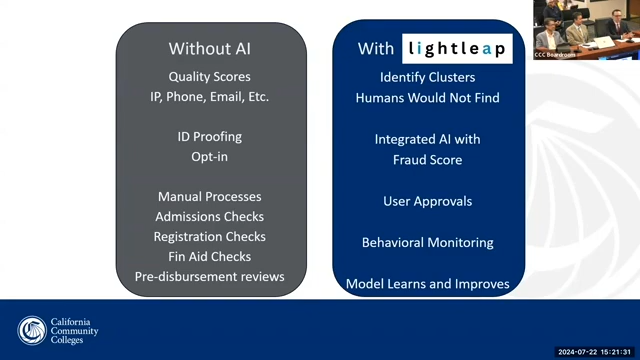 Without AI
Quality Scores
IP, Phone, Email, Etc.
ID Proofing
Opt-in
Manual Processes
Admissions Checks
Registration Checks
Fin Aid Checks
Pre-disbursement reviews
With lightleap
Identify Clusters
Humans Would Not Find
Integrated AI with
Fraud Score
User Approvals
Behavioral Monitoring
Model Learns and Improves
CCC Boardroom
California
Community
Colleges
2024-07-22 15:21:31